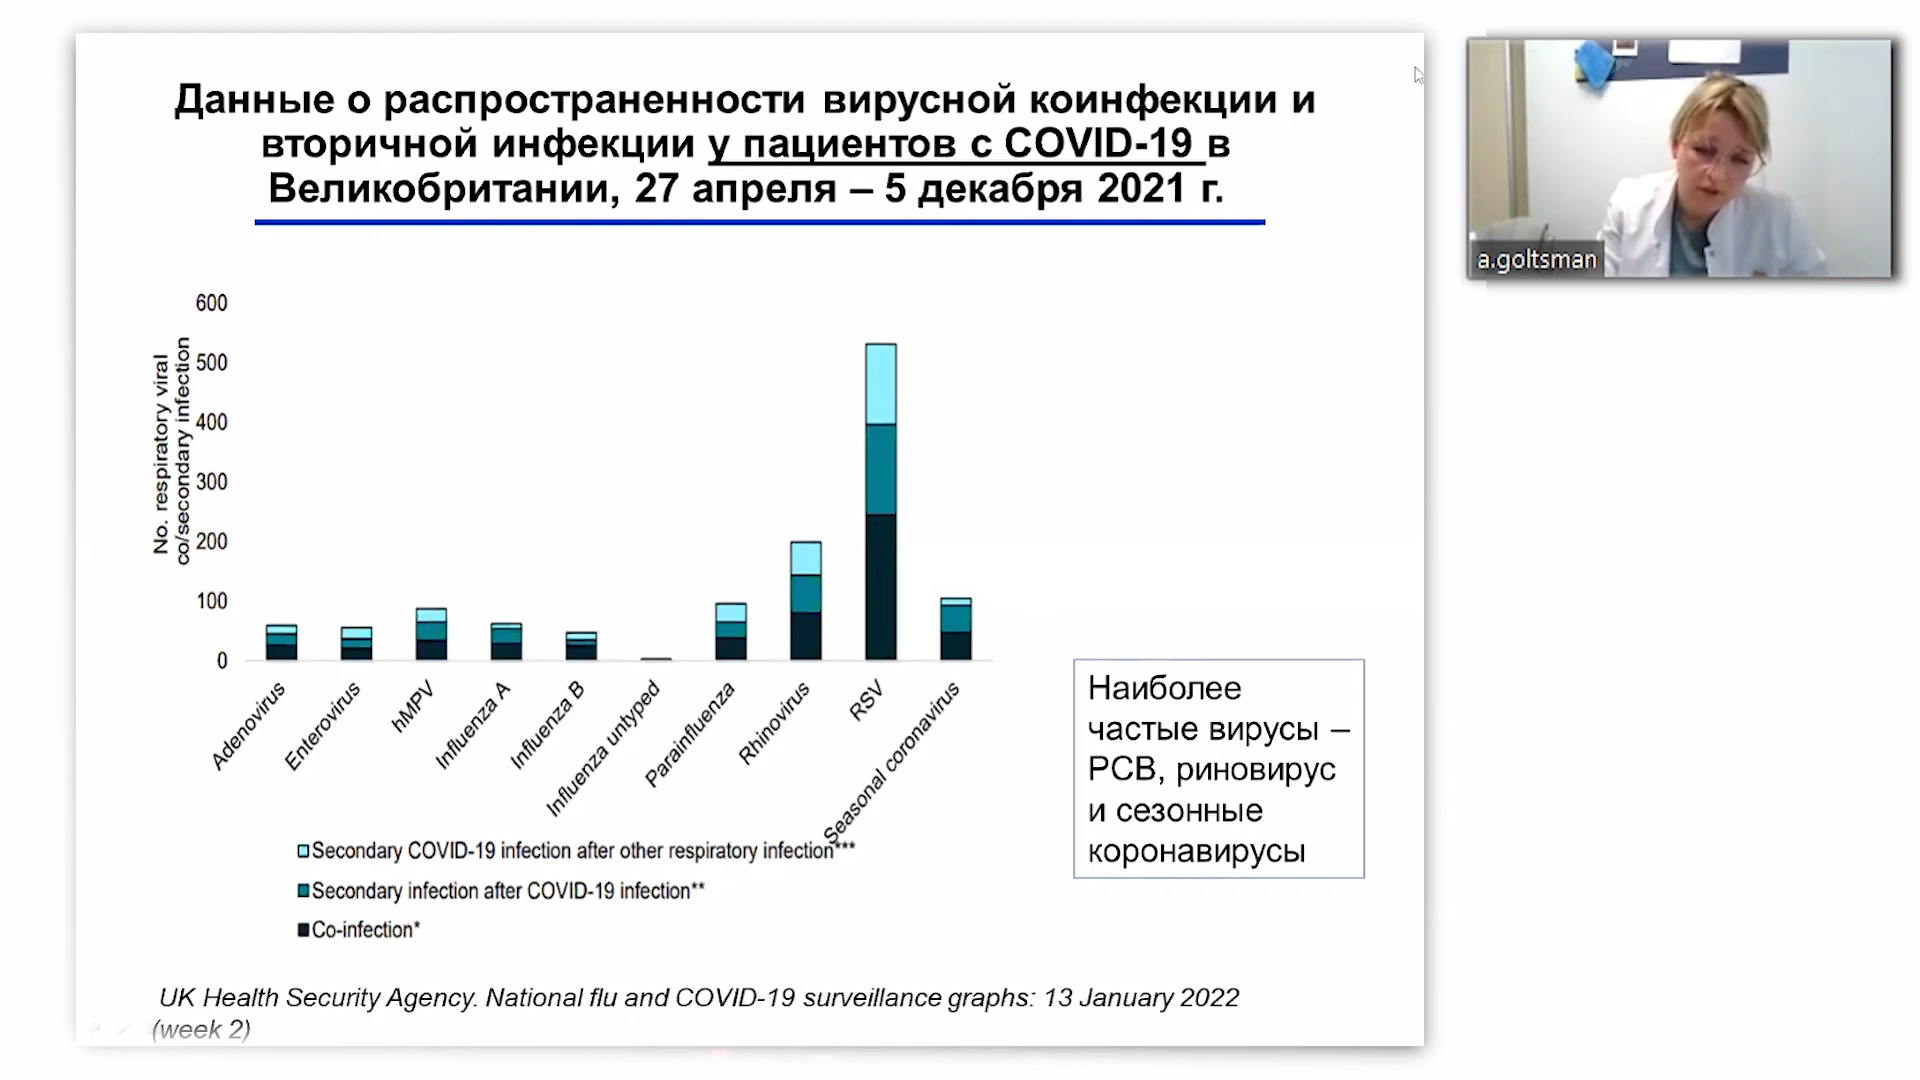 Данные о распространенности вирусной коинфекции и
вторичной инфекции у пациентов с COVID-19 в
Великобритании, 27 апреля – 5 декабря 2021 г.
a.goltsman
No. respiratory viral
co/secondary infection
600
500
400
300
200
100
0
Adenovirus
Enterovirus
hMPV
Influenza A
Influenza B
Influenza untyped
Parainfluenza
Rhinovirus
RSV
Seasonal coronavirus
Secondary COVID-19 infection after other respiratory infection***
Secondary infection after COVID-19 infection**
Co-infection*
Наиболее
частые вирусы –
РСВ, риновирус
и сезонные
коронавирусы
UK Health Security Agency. National flu and COVID-19 surveillance graphs: 13 January 2022
(week 2)